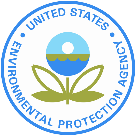 UNITED STATES
ENVIRONMENTAL PROTECTION AGENCY